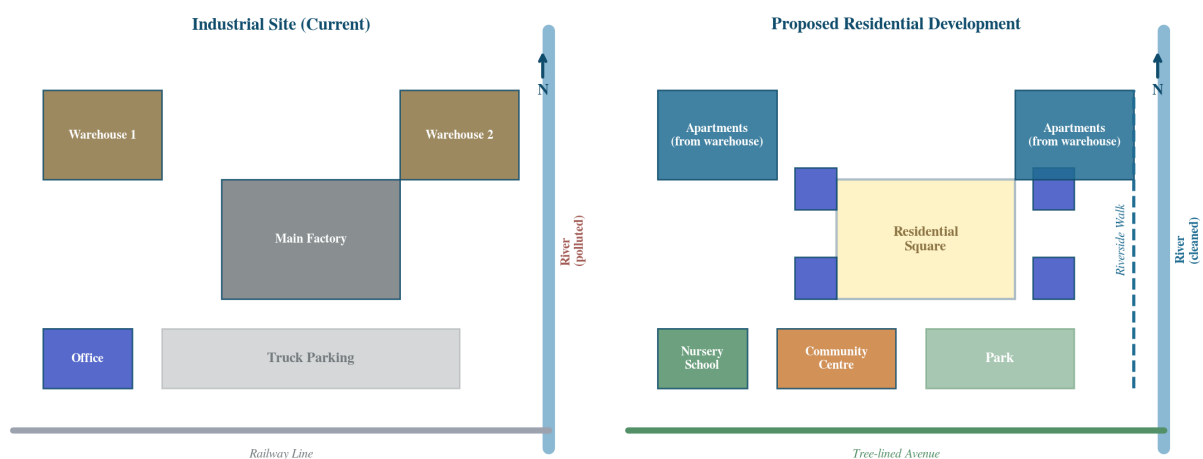 Industrial Site (Current)
N
Warehouse 1
Warehouse 2
Main Factory
River
(polluted)
Office
Truck Parking
Railway Line
Proposed Residential Development
N
Apartments
(from warehouse)
Apartments
(from warehouse)
Residential
Square
Riverside Walk
River
(cleaned)
Nursery
School
Community
Centre
Park
Tree-lined Avenue